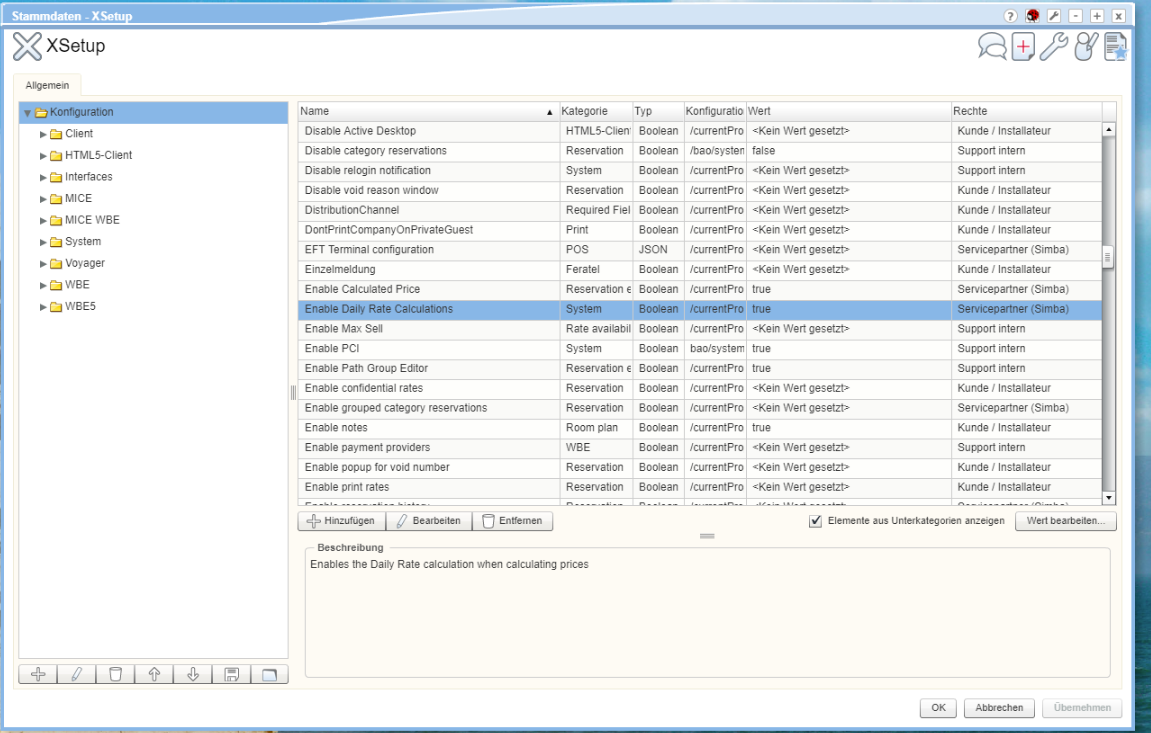 Stammdaten - XSetup
XSetup
Allgemein
Konfiguration
Client
HTML5-Client
Interfaces
MICE
MICE WBE
System
Voyager
WBE
WBE5
Name Kategorie Typ Konfiguratio Wert Rechte
Disable Active Desktop HTML5-Client Boolean /currentPro <Kein Wert gesetzt> Kunde / Installateur
Disable category reservations Reservation Boolean /bao/system false Support intern
Disable relogin notification System Boolean /currentPro <Kein Wert gesetzt> Support intern
Disable void reason window Reservation Boolean /currentPro <Kein Wert gesetzt> Kunde / Installateur
DistributionChannel Required Fiel Boolean /currentPro <Kein Wert gesetzt> Kunde / Installateur
DontPrintCompanyOnPrivateGuest Print Boolean /currentPro <Kein Wert gesetzt> Kunde / Installateur
EFT Terminal configuration POS JSON /currentPro <Kein Wert gesetzt> Servicepartner (Simba)
Einzelmeldung Feratel Boolean /currentPro <Kein Wert gesetzt> Kunde / Installateur
Enable Calculated Price Reservation e Boolean /currentPro true Servicepartner (Simba)
Enable Daily Rate Calculations System Boolean /currentPro true Servicepartner (Simba)
Enable Max Sell Rate availabil Boolean /currentPro <Kein Wert gesetzt> Support intern
Enable PCI System Boolean bao/system true Support intern
Enable Path Group Editor Reservation e Boolean /currentPro true Support intern
Enable confidential rates Reservation Boolean /currentPro <Kein Wert gesetzt> Kunde / Installateur
Enable grouped category reservations Reservation Boolean /currentPro <Kein Wert gesetzt> Servicepartner (Simba)
Enable notes Room plan Boolean /currentPro true Kunde / Installateur
Enable payment providers WBE Boolean /currentPro <Kein Wert gesetzt> Support intern
Enable popup for void number Reservation Boolean /currentPro <Kein Wert gesetzt> Kunde / Installateur
Enable print rates Reservation Boolean /currentPro <Kein Wert gesetzt> Kunde / Installateur
Enable reservation history Reservation Boolean /currentPro <Kein Wert gesetzt> Servicepartner (Simba)
Hinzufügen Bearbeiten Entfernen Elemente aus Unterkategorien anzeigen Wert bearbeiten...
Beschreibung
Enables the Daily Rate calculation when calculating prices
OK Abbrechen Übernehmen